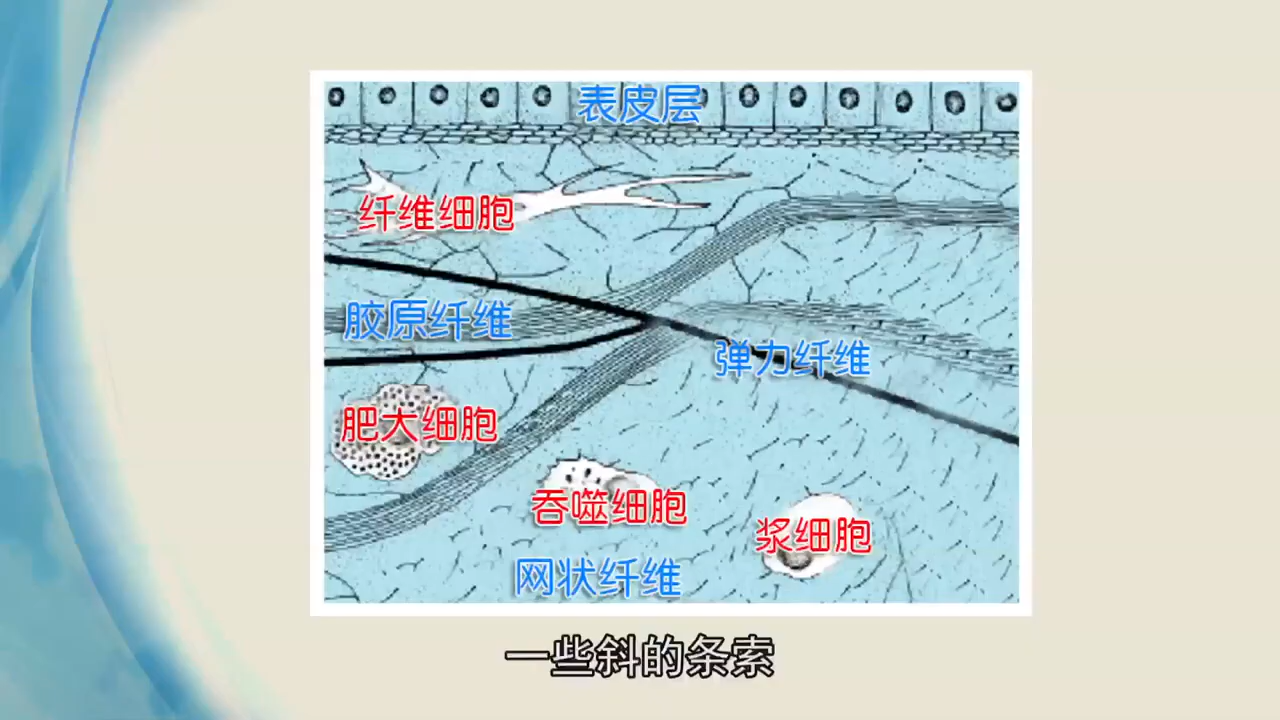 表皮层
纤维细胞
胶原纤维
弹力纤维
肥大细胞
吞噬细胞
浆细胞
网状纤维
一些斜的条索